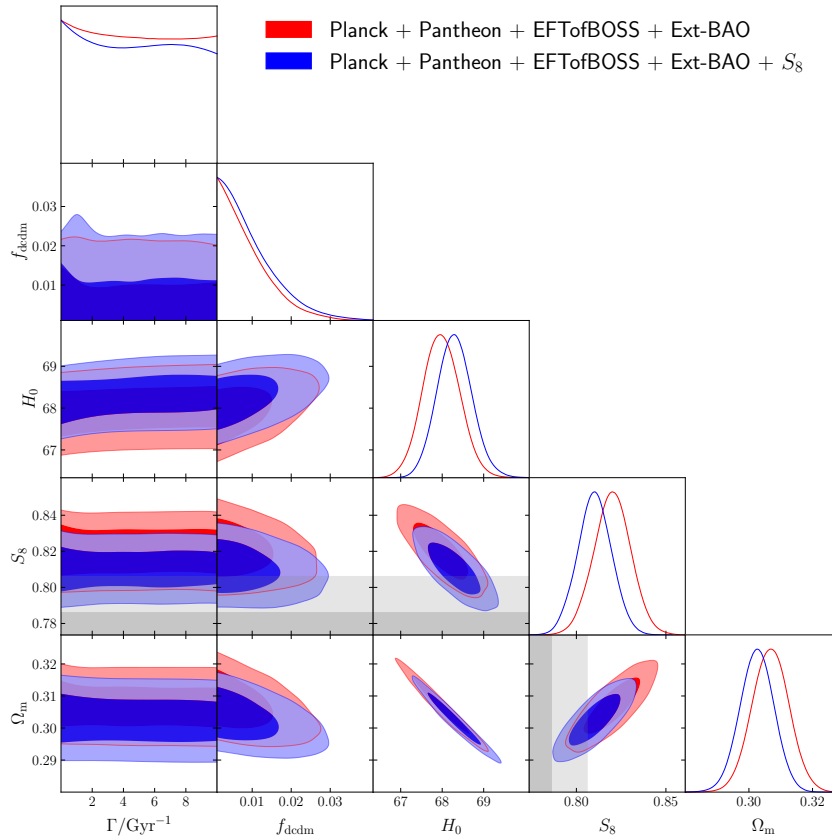 Planck + Pantheon + EFTofBOSS + Ext-BAO
Planck + Pantheon + EFTofBOSS + Ext-BAO + S₈
f_dcdm
0.03
0.02
0.01
H₀
69
68
67
S₈
0.84
0.82
0.80
0.78
Ωₘ
0.32
0.31
0.30
0.29
2 4 6 8 0.01 0.02 0.03 67 68 69 0.80 0.85 0.30 0.32
Γ/Gyr⁻¹ f_dcdm H₀ S₈ Ωₘ